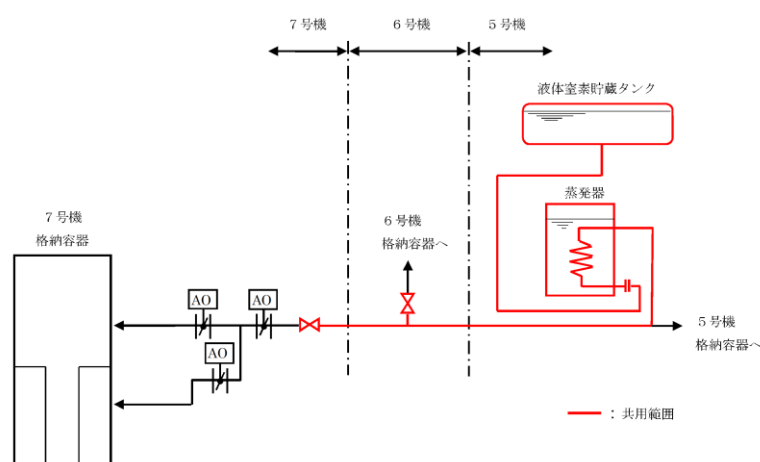 7号機
6号機
5号機
液体窒素貯蔵タンク
蒸発器
7号機
格納容器
6号機
格納容器へ
AO
AO
AO
5号機
格納容器へ
:共用範囲